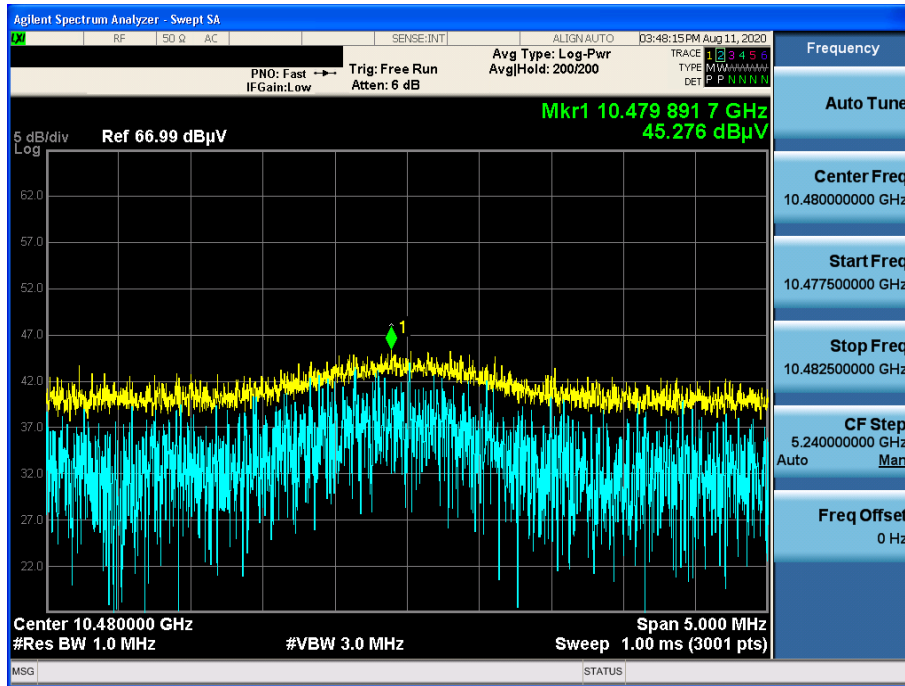 Agilent Spectrum Analyzer - Swept SA
LXI RF 50 Ω AC SENSE:INT ALIGN AUTO 03:48:15 PM Aug 11, 2020
PNO: Fast Trig: Free Run Avg Type: Log-Pwr TRACE 1 2 3 4 5 6
IFGain:Low Atten: 6 dB Avg|Hold: 200/200 TYPE M WWWWW
DET P P N N N N
Frequency
Auto Tune
Mkr1 10.479 891 7 GHz
45.276 dBµV
5 dB/div Ref 66.99 dBµV
Log
62.0
57.0
52.0
47.0
42.0
37.0
32.0
27.0
22.0
1
Center Freq
10.480000000 GHz
Start Freq
10.477500000 GHz
Stop Freq
10.482500000 GHz
CF Step
5.240000000 GHz
Auto Man
Freq Offset
0 Hz
Center 10.480000 GHz Span 5.000 MHz
#Res BW 1.0 MHz #VBW 3.0 MHz Sweep 1.00 ms (3001 pts)
MSG STATUS